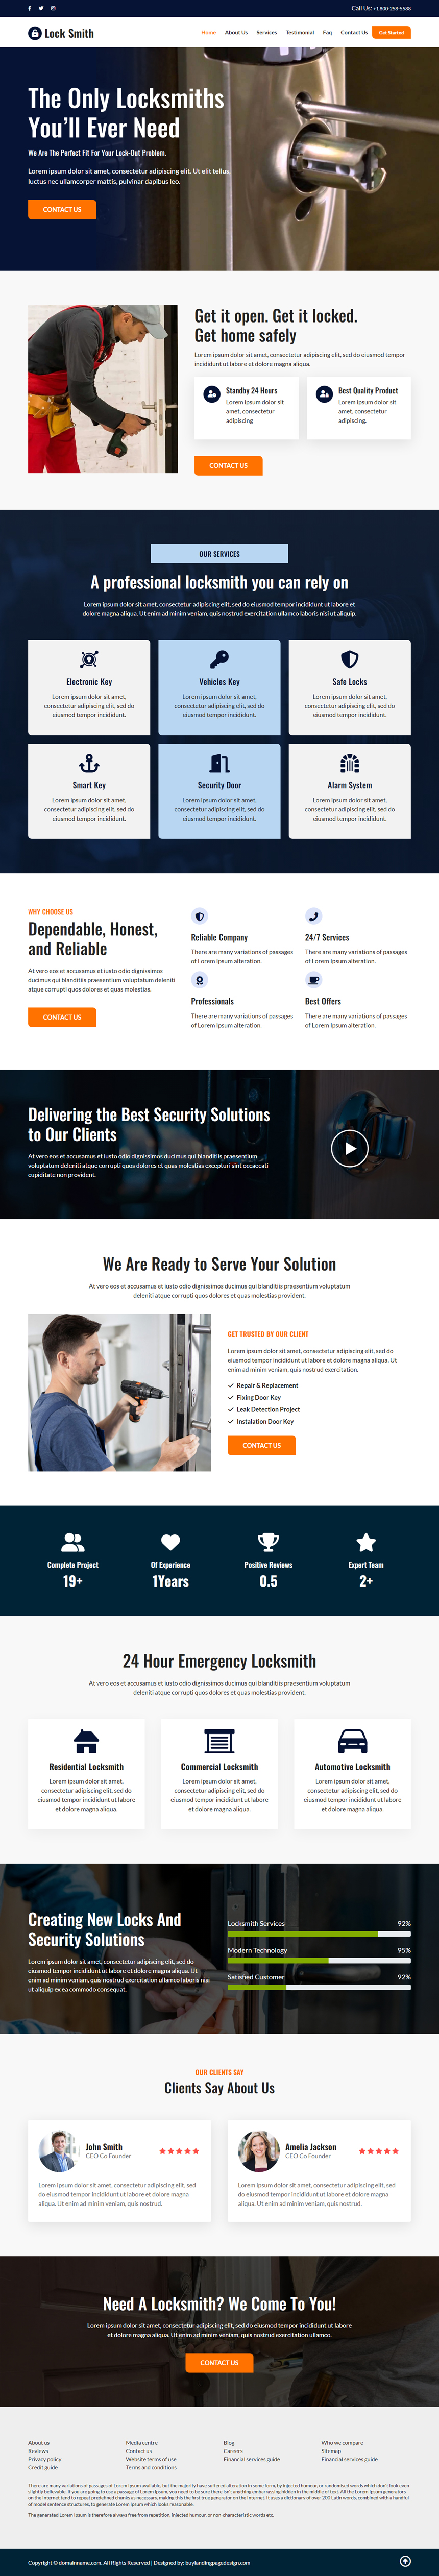 Call Us: +1 800-258-5588
Lock Smith
Home
About Us
Services
Testimonial
Faq
Contact Us
Get Started
The Only Locksmiths
You'll Ever Need
We Are The Perfect Fit For Your Lock-Out Problem.
Lorem ipsum dolor sit amet, consectetur adipiscing elit. Ut elit tellus,
luctus nec ullamcorper mattis, pulvinar dapibus leo.
CONTACT US
Get it open. Get it locked.
Get home safely
Lorem ipsum dolor sit amet, consectetur adipiscing elit, sed do eiusmod tempor
incididunt ut labore et dolore magna aliqua.
Standby 24 Hours
Lorem ipsum dolor sit
amet, consectetur
adipiscing
Best Quality Product
Lorem ipsum dolor sit
amet, consectetur
adipiscing.
CONTACT US
OUR SERVICES
A professional locksmith you can rely on
Lorem ipsum dolor sit amet, consectetur adipiscing elit, sed do eiusmod tempor incididunt ut labore et
dolore magna aliqua. Ut enim ad minim veniam, quis nostrud exercitation ullamco laboris nisi ut aliquip.
Electronic Key
Lorem ipsum dolor sit amet,
consectetur adipiscing elit, sed do
eiusmod tempor incididunt.
Vehicles Key
Lorem ipsum dolor sit amet,
consectetur adipiscing elit, sed do
eiusmod tempor incididunt.
Safe Locks
Lorem ipsum dolor sit amet,
consectetur adipiscing elit, sed do
eiusmod tempor incididunt.
Smart Key
Lorem ipsum dolor sit amet,
consectetur adipiscing elit, sed do
eiusmod tempor incididunt.
Security Door
Lorem ipsum dolor sit amet,
consectetur adipiscing elit, sed do
eiusmod tempor incididunt.
Alarm System
Lorem ipsum dolor sit amet,
consectetur adipiscing elit, sed do
eiusmod tempor incididunt.
WHY CHOOSE US
Dependable, Honest,
and Reliable
At vero eos et accusamus et iusto odio dignissimos
ducimus qui blanditiis praesentium voluptatum deleniti
atque corrupti quos dolores et quas molestias.
CONTACT US
Reliable Company
There are many variations of passages
of Lorem Ipsum alteration.
24/7 Services
There are many variations of passages
of Lorem Ipsum alteration.
Professionals
There are many variations of passages
of Lorem Ipsum alteration.
Best Offers
There are many variations of passages
of Lorem Ipsum alteration.
Delivering the Best Security Solutions
to Our Clients
At vero eos et accusamus et iusto odio dignissimos ducimus qui blanditiis praesentium
voluptatum deleniti atque corrupti quos dolores et quas molestias excepturi sint occaecati
cupiditate non provident.
We Are Ready to Serve Your Solution
At vero eos et accusamus et iusto odio dignissimos ducimus qui blanditiis praesentium voluptatum
deleniti atque corrupti quos dolores et quas molestias provident.
GET TRUSTED BY OUR CLIENT
Lorem ipsum dolor sit amet, consectetur adipiscing elit, sed do
eiusmod tempor incididunt ut labore et dolore magna aliqua. Ut
enim ad minim veniam, quis nostrud exercitation.
Repair & Replacement
Fixing Door Key
Leak Detection Project
Instalation Door Key
CONTACT US
Complete Project
19+
Of Experience
1Years
Positive Reviews
0.5
Expert Team
2+
24 Hour Emergency Locksmith
At vero eos et accusamus et iusto odio dignissimos ducimus qui blanditiis praesentium voluptatum
deleniti atque corrupti quos dolores et quas molestias provident.
Residential Locksmith
Lorem ipsum dolor sit amet,
consectetur adipiscing elit, sed do
eiusmod tempor incididunt ut labore
et dolore magna aliqua.
Commercial Locksmith
Lorem ipsum dolor sit amet,
consectetur adipiscing elit, sed do
eiusmod tempor incididunt ut labore
et dolore magna aliqua.
Automotive Locksmith
Lorem ipsum dolor sit amet,
consectetur adipiscing elit, sed do
eiusmod tempor incididunt ut labore
et dolore magna aliqua.
Creating New Locks And
Security Solutions
Lorem ipsum dolor sit amet, consectetur adipiscing elit, sed do
eiusmod tempor incididunt ut labore et dolore magna aliqua. Ut
enim ad minim veniam, quis nostrud exercitation ullamco laboris nisi
ut aliquip ex ea commodo consequat.
Locksmith Services 92%
Modern Technology 95%
Satisfied Customer 92%
OUR CLIENTS SAY
Clients Say About Us
John Smith
CEO Co Founder
Lorem ipsum dolor sit amet, consectetur adipiscing elit, sed
do eiusmod tempor incididunt ut labore et dolore magna
aliqua. Ut enim ad minim veniam, quis nostrud.
Amelia Jackson
CEO Co Founder
Lorem ipsum dolor sit amet, consectetur adipiscing elit, sed
do eiusmod tempor incididunt ut labore et dolore magna
aliqua. Ut enim ad minim veniam, quis nostrud.
Need A Locksmith? We Come To You!
Lorem ipsum dolor sit amet, consectetur adipiscing elit, sed do eiusmod tempor incididunt ut labore
et dolore magna aliqua. Ut enim ad minim veniam, quis nostrud exercitation ullamco.
CONTACT US
About us
Reviews
Privacy policy
Credit guide
Media centre
Contact us
Website terms of use
Terms and conditions
Blog
Careers
Financial services guide
Who we compare
Sitemap
Financial services guide
There are many variations of passages of Lorem Ipsum available, but the majority have suffered alteration in some form, by injected humour, or randomised words which don't look even
slightly believable. If you are going to use a passage of Lorem Ipsum, you need to be sure there isn't anything embarrassing hidden in the middle of text. All the Lorem Ipsum generators
on the Internet tend to repeat predefined chunks as necessary, making this the first true generator on the Internet. It uses a dictionary of over 200 Latin words, combined with a handful
of model sentence structures, to generate Lorem Ipsum which looks reasonable.
The generated Lorem Ipsum is therefore always free from repetition, injected humour, or non-characteristic words etc.
Copyright © domainname.com. All Rights Reserved | Designed by: buylandingpagedesign.com